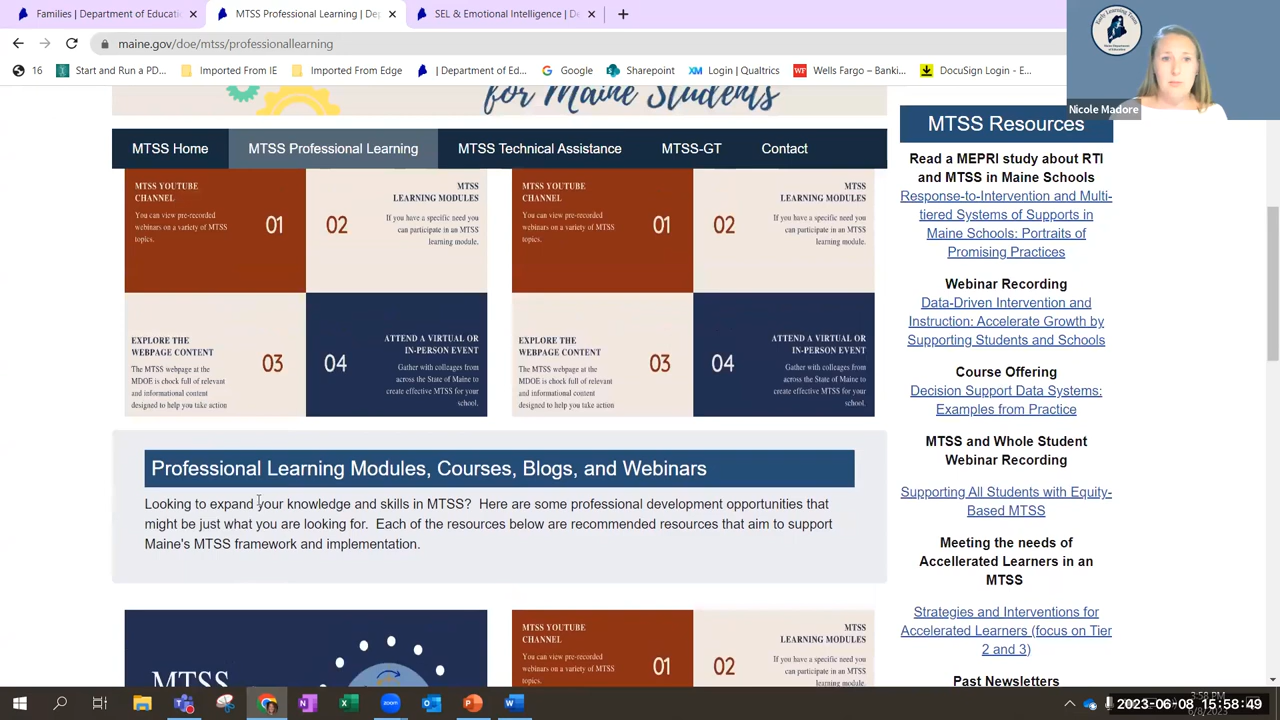 Families | Department of Educatio
MTSS Professional Learning | De
SEL & Emotional Intelligence | De
maine.gov/doe/mtss/professionallearning
16
Start and Run a PD...
Imported From IE
Imported From Edge
| Department of Ed...
Google
Sharepoint
Login | Qualtrics
Wells Fargo – Banki...
DocuSign Login - E...
Early Learning Team
Nicole Madore
for Maine Students
MTSS Home
MTSS Professional Learning
MTSS Technical Assistance
MTSS-GT
Contact
MTSS YOUTUBE
CHANNEL
You can view pre-recorded
webinars on a variety of MTSS
topics.
01
02
MTSS
LEARNING MODULES
If you have a specific need you
can participate in an MTSS
learning module.
EXPLORE THE
WEBPAGE CONTENT
The MTSS webpage at the
MDOE is chock full of relevant
and informational content
designed to help you take action
03
04
ATTEND A VIRTUAL OR
IN-PERSON EVENT
Gather with colleges from
across the State of Maine to
create effective MTSS for your
school.
MTSS YOUTUBE
CHANNEL
You can view pre-recorded
webinars on a variety of MTSS
topics.
01
02
MTSS
LEARNING MODULES
If you have a specific need you
can participate in an MTSS
learning module.
EXPLORE THE
WEBPAGE CONTENT
The MTSS webpage at the
MDOE is chock full of relevant
and informational content
designed to help you take action
03
04
ATTEND A VIRTUAL OR
IN-PERSON EVENT
Gather with colleges from
across the State of Maine to
create effective MTSS for your
school.
Professional Learning Modules, Courses, Blogs, and Webinars
Looking to expand your knowledge and in MTSS? Here are some professional development opportunities that
might be just what you are looking for. Each of the resources below are recommended resources that aim to support
Maine's MTSS framework and implementation.
MTSS
MTSS YOUTUBE
CHANNEL
You can view pre-recorded
webinars on a variety of MTSS
topics.
01
02
MTSS
LEARNING MODULES
If you have a specific need you
can participate in an MTSS
learning module.
MTSS Resources
Read a MEPRI study about RTI
and MTSS in Maine Schools
Response-to-Intervention and Multi-
tiered Systems of Supports in
Maine Schools: Portraits of
Promising Practices
Webinar Recording
Data-Driven Intervention and
Instruction: Accelerate Growth by
Supporting Students and Schools
Course Offering
Decision Support Data Systems:
Examples from Practice
MTSS and Whole Student
Webinar Recording
Supporting All Students with Equity-
Based MTSS
Meeting the needs of
Accellerated Learners in an
MTSS
Strategies and Interventions for
Accelerated Learners (focus on Tier
2 and 3)
Past Newsletters
3:58 PM
6/8/2023
2023-06-08 15:58:49